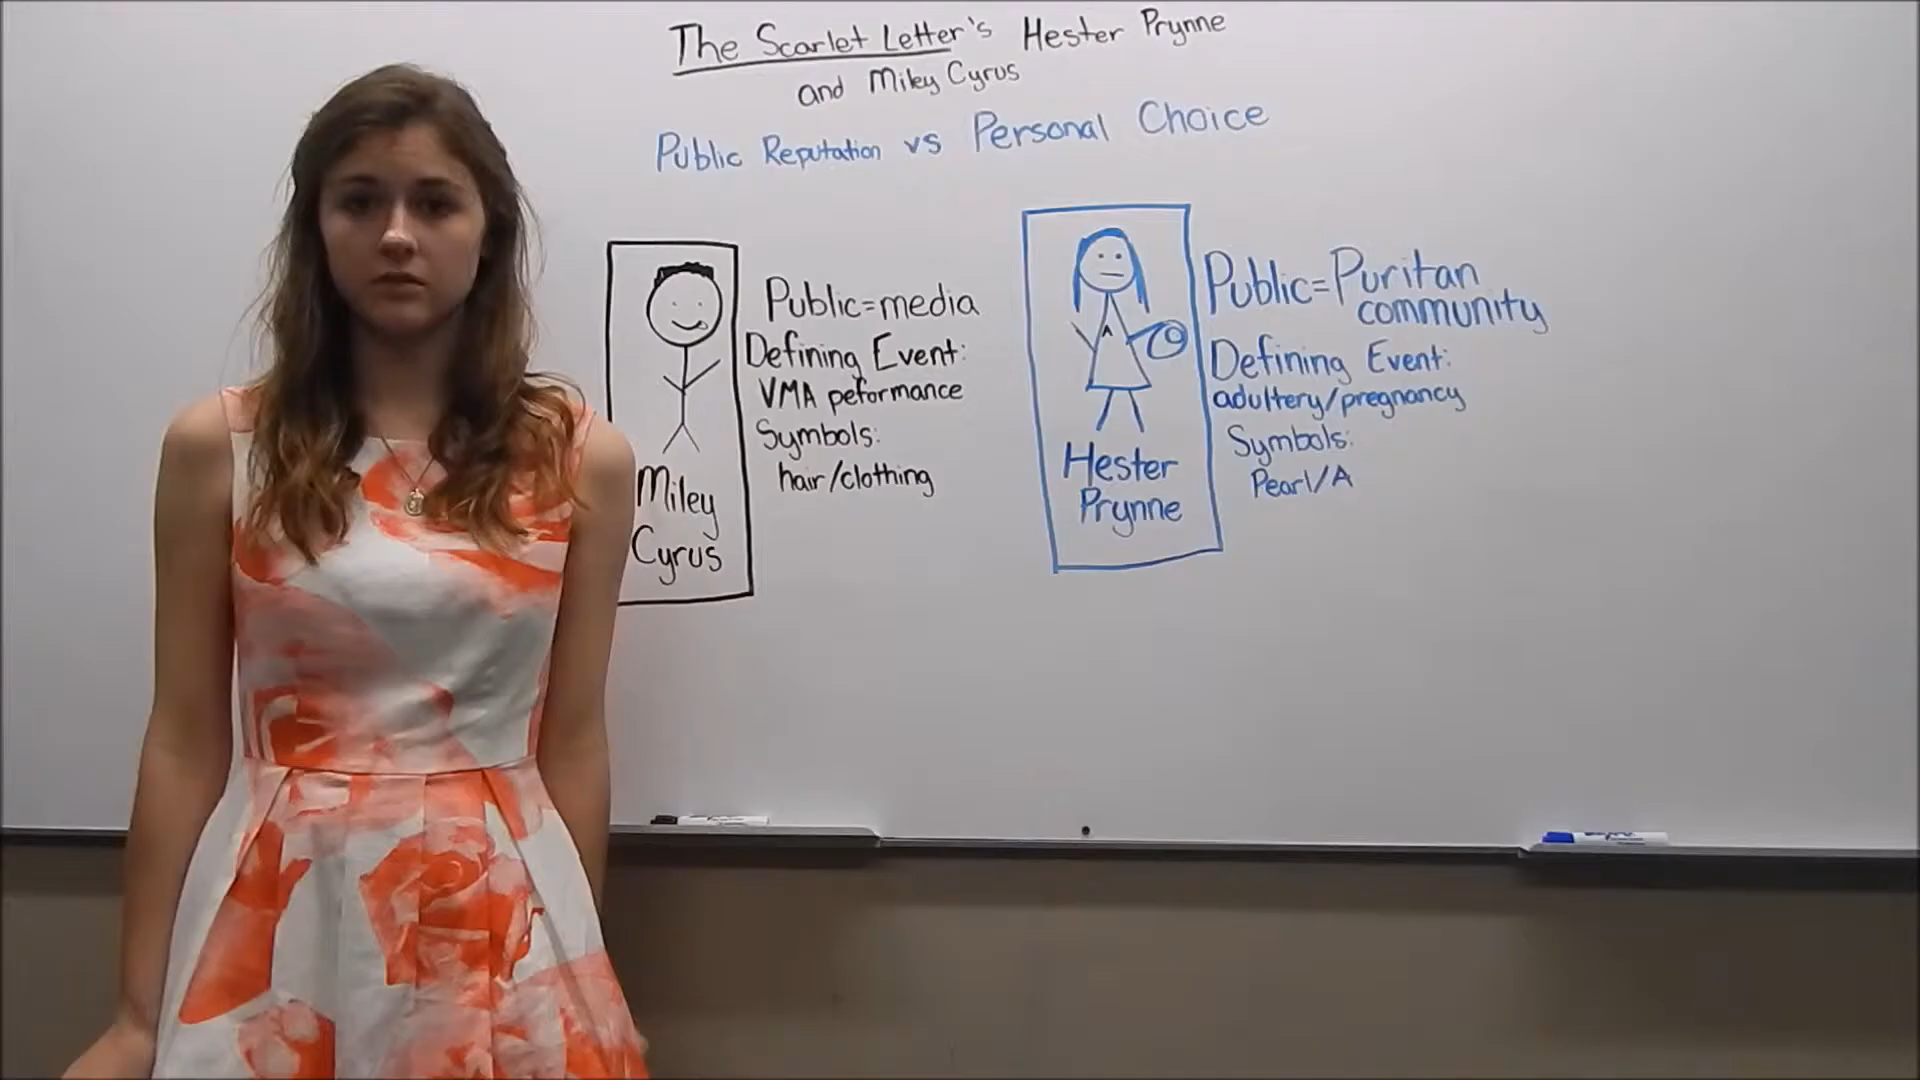 The Scarlet Letter's Hester Prynne
and Miley Cyrus
Public Reputation vs Personal Choice
Miley
Cyrus
Public=media
Defining Event:
VMA peformance
Symbols:
hair/clothing
A
Hester
Prynne
Public=Puritan
community
Defining Event:
adultery/pregnancy
Symbols:
Pearl/A